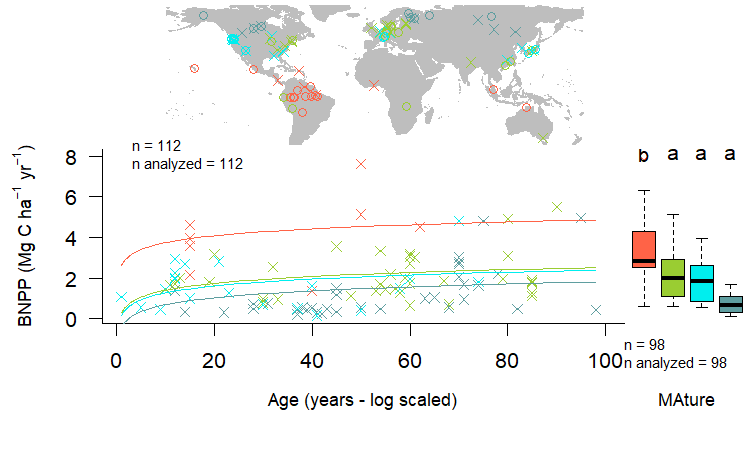 n = 112
n analyzed = 112
b a a a
BNPP (Mg C ha⁻¹ yr⁻¹)
8
6
4
2
0
0 20 40 60 80 100
n = 98
n analyzed = 98
Age (years - log scaled)
MAture